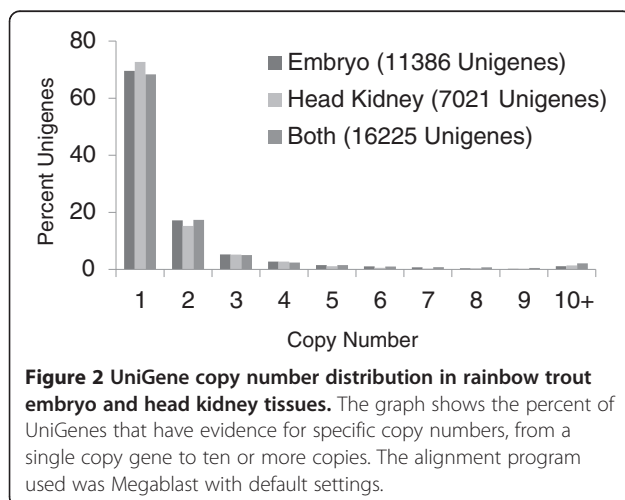 80
60
40
20
0
Percent Unigenes
Embryo (11386 Unigenes)
Head Kidney (7021 Unigenes)
Both (16225 Unigenes)
1 2 3 4 5 6 7 8 9 10+
Copy Number
Figure 2 UniGene copy number distribution in rainbow trout
embryo and head kidney tissues. The graph shows the percent of
UniGenes that have evidence for specific copy numbers, from a
single copy gene to ten or more copies. The alignment program
used was Megablast with default settings.